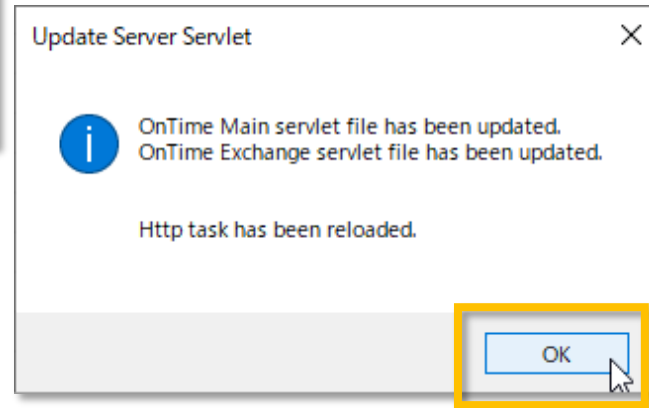 Update Server Servlet
OnTime Main servlet file has been updated.
OnTime Exchange servlet file has been updated.
Http task has been reloaded.
OK